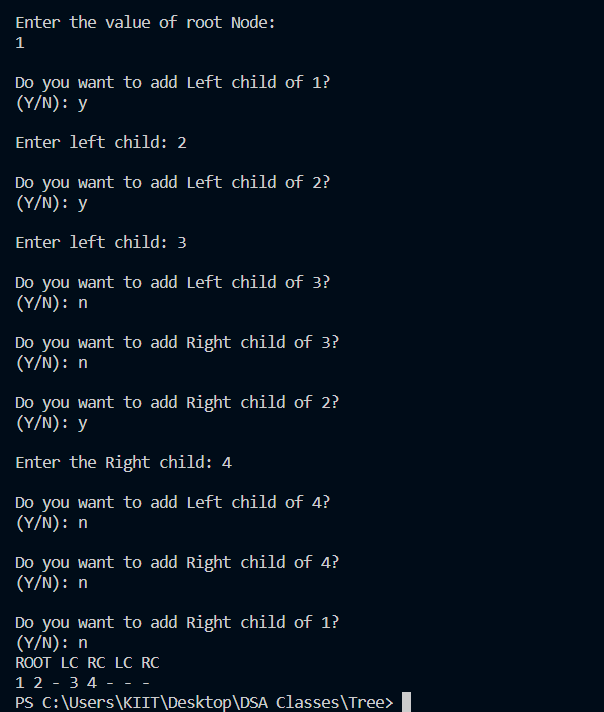 Enter the value of root Node:
1
Do you want to add Left child of 1?
(Y/N): y
Enter left child: 2
Do you want to add Left child of 2?
(Y/N): y
Enter left child: 3
Do you want to add Left child of 3?
(Y/N): n
Do you want to add Right child of 3?
(Y/N): n
Do you want to add Right child of 2?
(Y/N): y
Enter the Right child: 4
Do you want to add Left child of 4?
(Y/N): n
Do you want to add Right child of 4?
(Y/N): n
Do you want to add Right child of 1?
(Y/N): n
ROOT LC RC LC RC
1 2 - 3 4 - - -
PS C:\Users\KIIT\Desktop\DSA Classes\Tree>